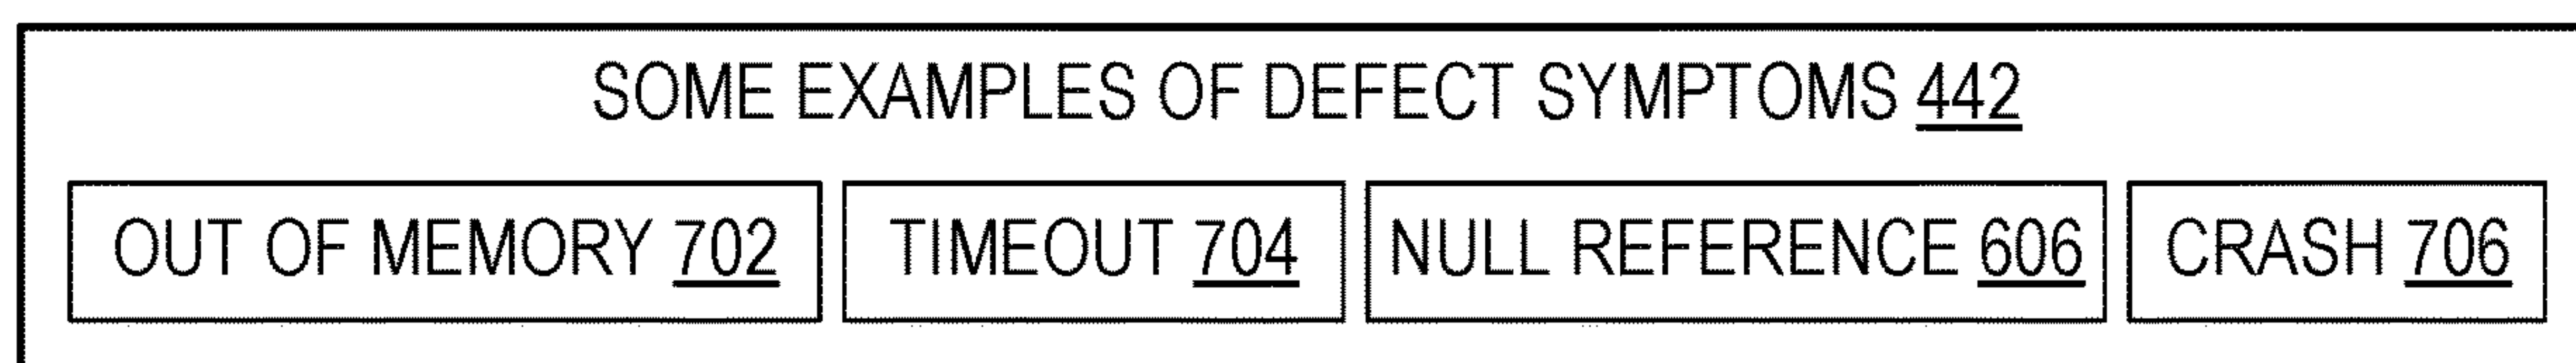 SOME EXAMPLES OF DEFECT SYMPTOMS 442
OUT OF MEMORY 702 TIMEOUT 704 NULL REFERENCE 606 CRASH 706